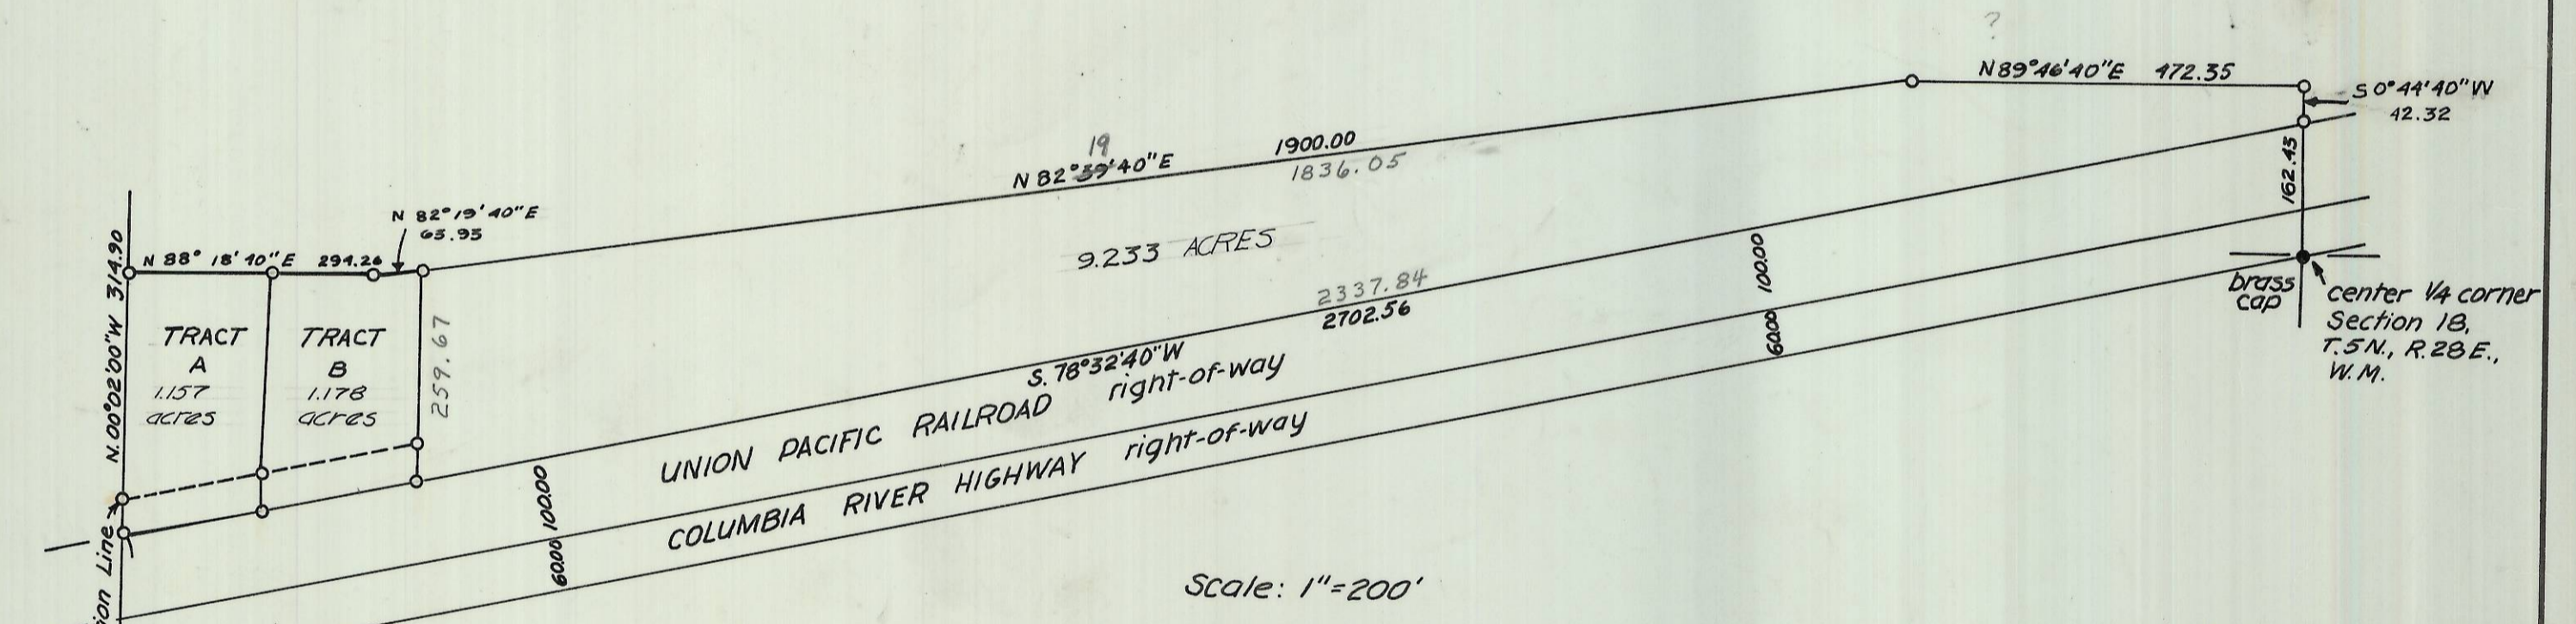 ?
N89°46'40"E 472.35
S 0°44'40"W
42.32
19
N 82°39'40"E 1900.00
1836.05
162.43
N 82°19'40"E
63.95
N 88° 18'40"E 294.26
N.00°02'00"W 314.90
9.233 ACRES
100.00
60.00
brass
cap
center 1/4 corner
Section 18,
T.5N., R.28E.,
W.M.
TRACT
A
1.157
acres
TRACT
B
1.178
acres
259.67
2337.84
2702.56
S. 78°32'40"W
UNION PACIFIC RAILROAD right-of-way
COLUMBIA RIVER HIGHWAY right-of-way
100.00
60.00
ion Line
Scale: 1"=200'